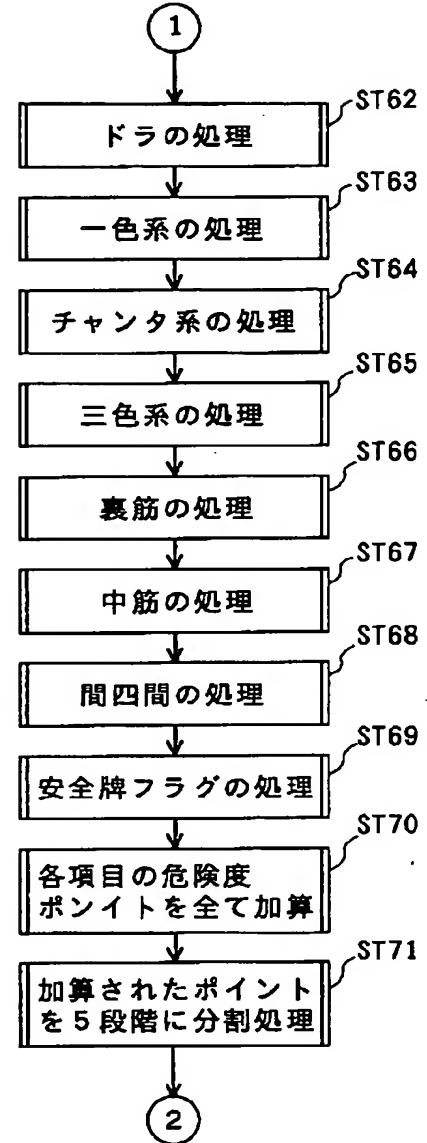 1
ST62
ドラの処理
ST63
一色系の処理
ST64
チャンタ系の処理
ST65
三色系の処理
ST66
裏筋の処理
ST67
中筋の処理
ST68
間四間の処理
ST69
安全牌フラグの処理
ST70
各項目の危険度
ポンイトを全て加算
ST71
加算されたポイント
を5段階に分割処理
2